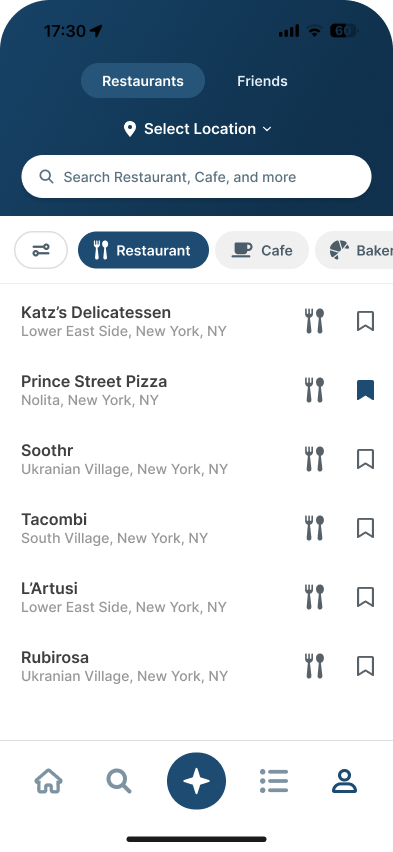 17:30
60
Restaurants Friends
Select Location
Search Restaurant, Cafe, and more
Restaurant Cafe Baker
Katz’s Delicatessen
Lower East Side, New York, NY
Prince Street Pizza
Nolita, New York, NY
Soothr
Ukranian Village, New York, NY
Tacombi
South Village, New York, NY
L’Artusi
Lower East Side, New York, NY
Rubirosa
Ukranian Village, New York, NY